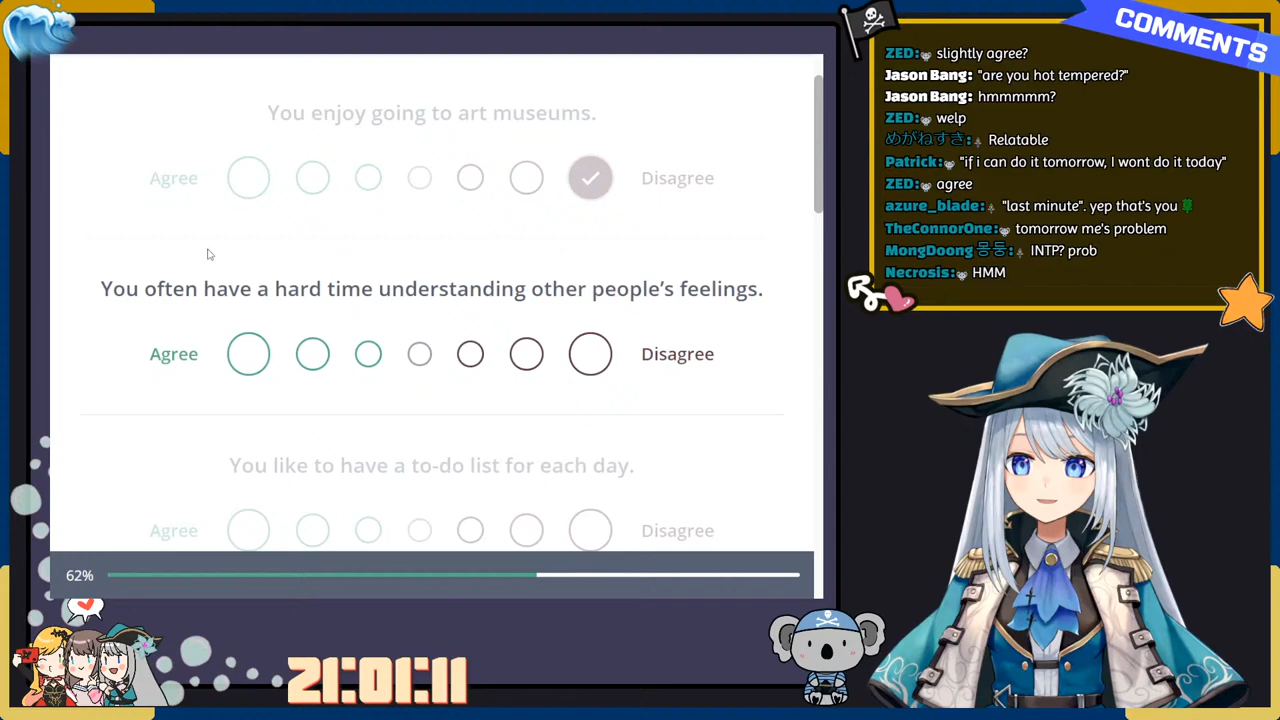 You enjoy going to art museums.
Agree
Disagree
You often have a hard time understanding other people's feelings.
Agree
Disagree
You like to have a to-do list for each day.
Agree
Disagree
62%
21:01:11
COMMENTS
ZED: slightly agree?
Jason Bang: "are you hot tempered?"
Jason Bang: hmmmmm?
ZED: welp
めがねすき: Relatable
Patrick: "if i can do it tomorrow, I wont do it today"
ZED: agree
azure_blade: "last minute". yep that's you
TheConnorOne: tomorrow me's problem
MongDoong 몽둥: INTP? prob
Necrosis: HMM